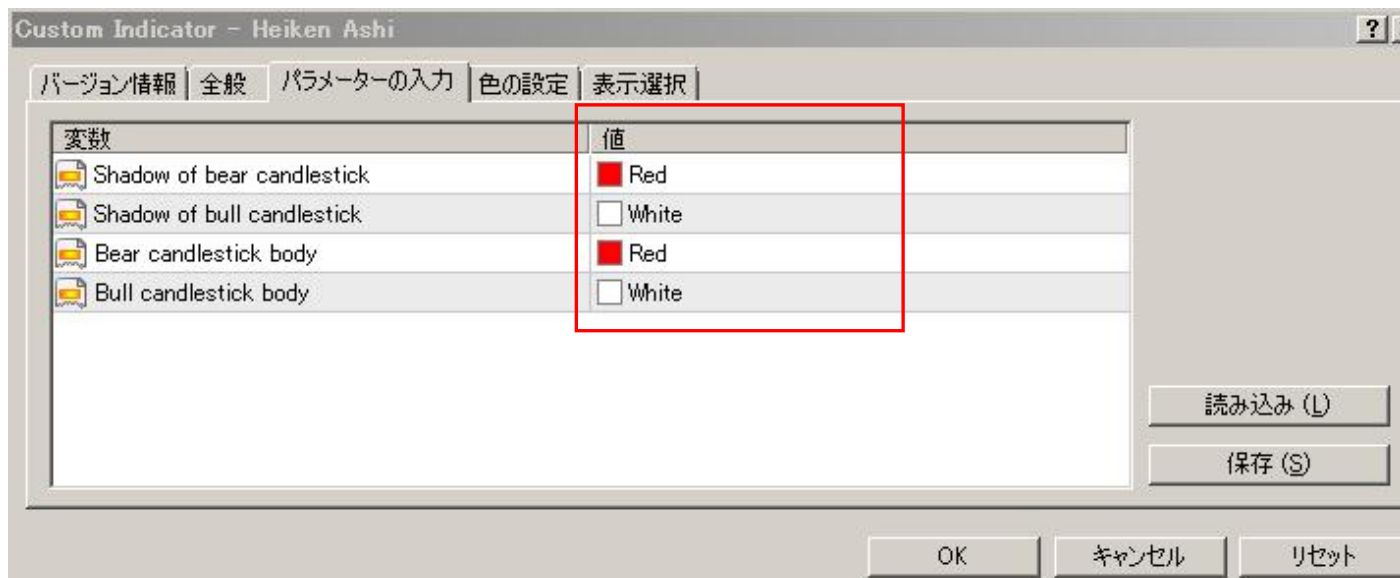 Custom Indicator - Heiken Ashi
?
バージョン情報 全般 パラメーターの入力 色の設定 表示選択
変数 値
Shadow of bear candlestick Red
Shadow of bull candlestick White
Bear candlestick body Red
Bull candlestick body White
読み込み (L)
保存 (S)
OK キャンセル リセット